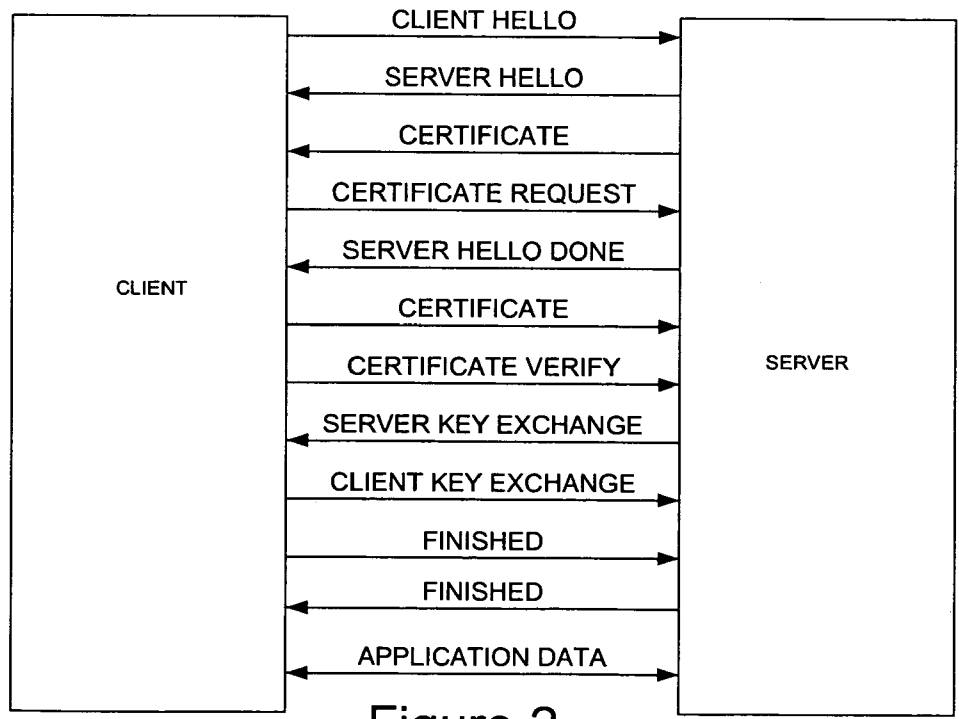 CLIENT HELLO
SERVER HELLO
CERTIFICATE
CERTIFICATE REQUEST
SERVER HELLO DONE
CLIENT
CERTIFICATE
CERTIFICATE VERIFY
SERVER
SERVER KEY EXCHANGE
CLIENT KEY EXCHANGE
FINISHED
FINISHED
APPLICATION DATA